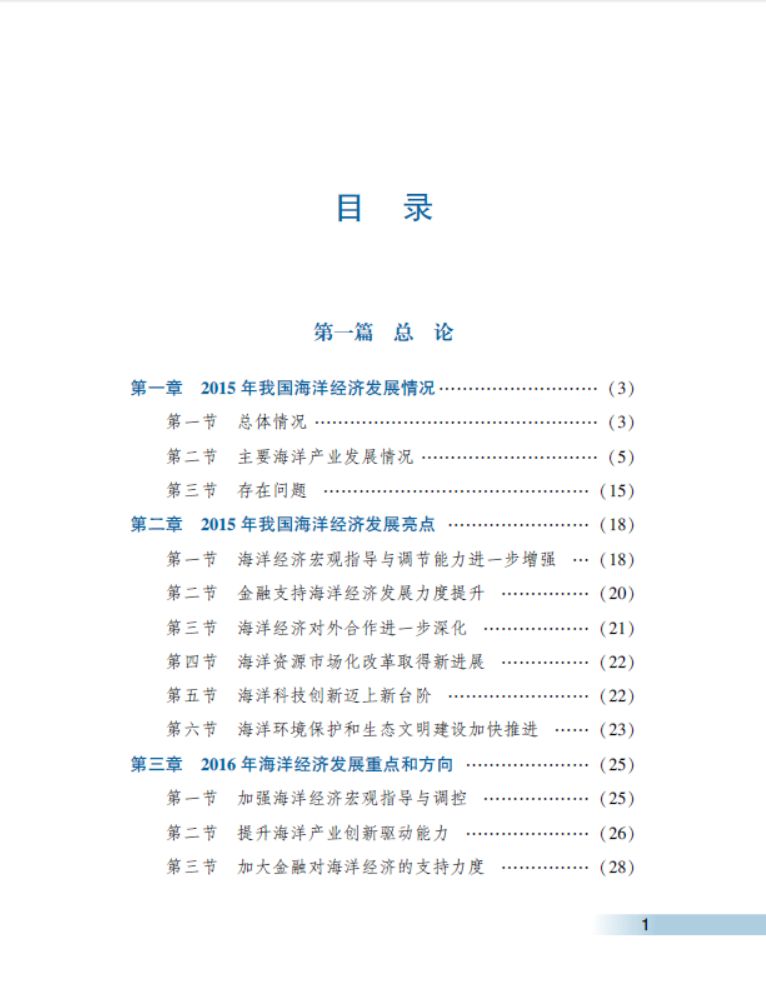 目 录
第一篇 总 论
第一章 2015年我国海洋经济发展情况 ………………………… (3)
第一节 总体情况 ………………………………………… (3)
第二节 主要海洋产业发展情况 ………………………… (5)
第三节 存在问题 ……………………………………… (15)
第二章 2015年我国海洋经济发展亮点 …………………… (18)
第一节 海洋经济宏观指导与调节能力进一步增强 … (18)
第二节 金融支持海洋经济发展力度提升 …………… (20)
第三节 海洋经济对外合作进一步深化 ……………… (21)
第四节 海洋资源市场化改革取得新进展 …………… (22)
第五节 海洋科技创新迈上新台阶 …………………… (22)
第六节 海洋环境保护和生态文明建设加快推进 …… (23)
第三章 2016年海洋经济发展重点和方向 ………………… (25)
第一节 加强海洋经济宏观指导与调控 ……………… (25)
第二节 提升海洋产业创新驱动能力 ………………… (26)
第三节 加大金融对海洋经济的支持力度 …………… (28)
1